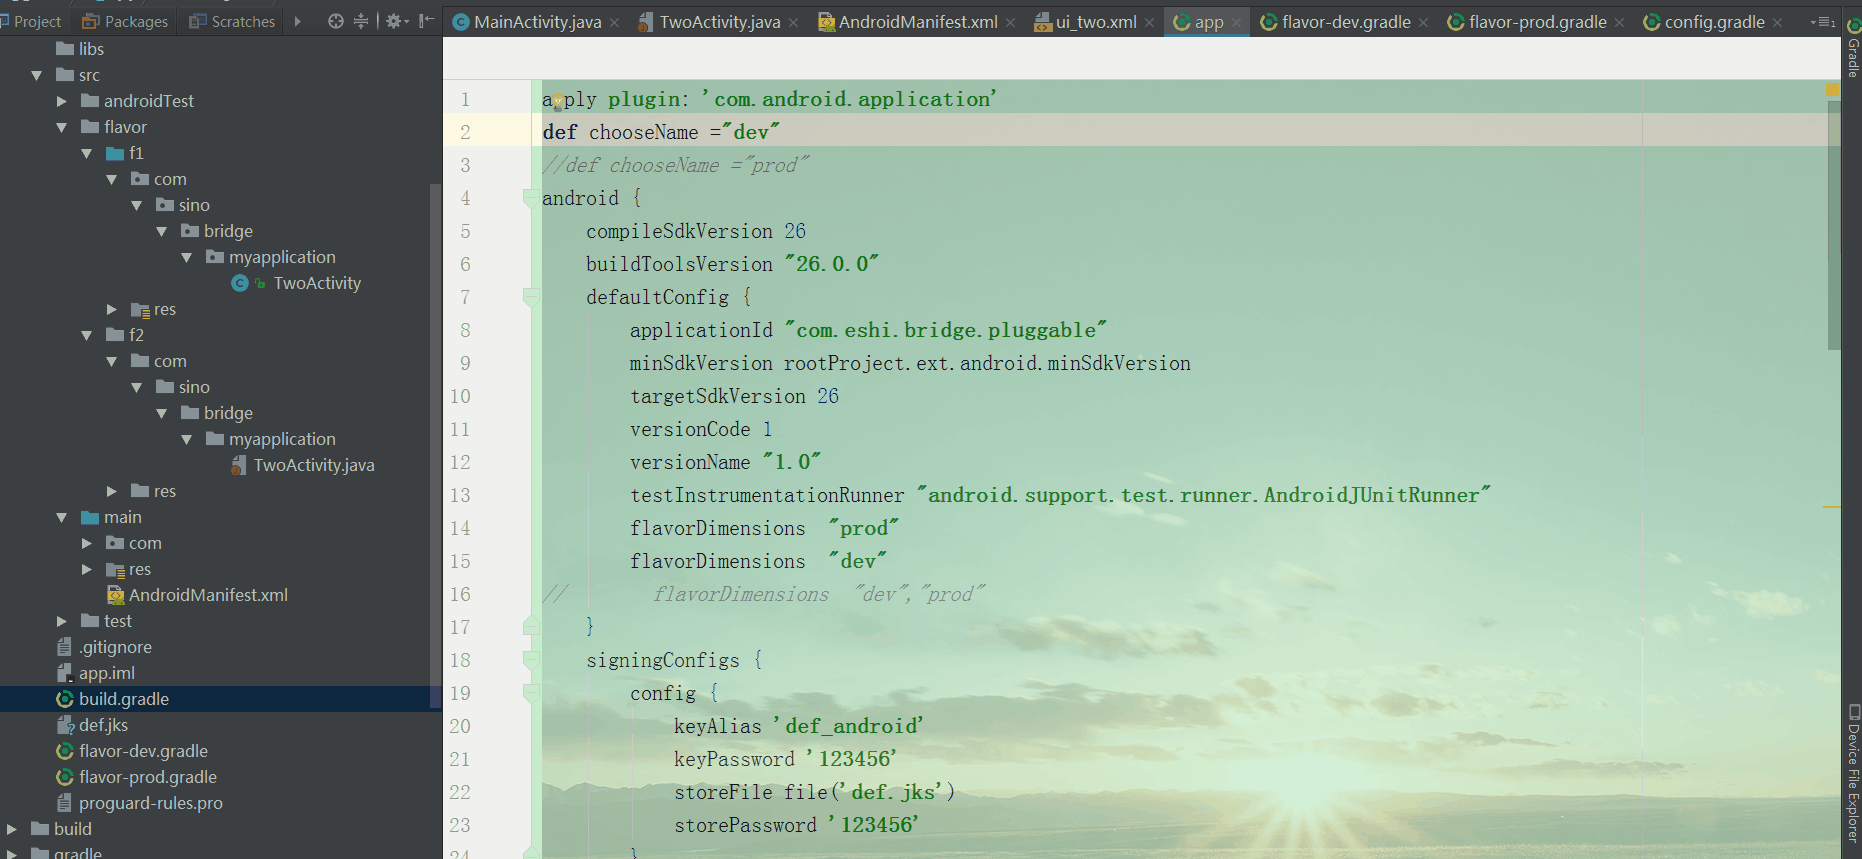 Project Packages Scratches
MainActivity.java TwoActivity.java AndroidManifest.xml ui_two.xml app flavor-dev.gradle flavor-prod.gradle config.gradle
libs
src
androidTest
flavor
f1
com
sino
bridge
myapplication
TwoActivity
res
f2
com
sino
bridge
myapplication
TwoActivity.java
res
main
com
res
AndroidManifest.xml
test
.gitignore
app.iml
build.gradle
def.jks
flavor-dev.gradle
flavor-prod.gradle
proguard-rules.pro
build
gradle
1 apply plugin: 'com.android.application'
2 def chooseName ="dev"
3 //def chooseName ="prod"
4 android {
5 compileSdkVersion 26
6 buildToolsVersion "26.0.0"
7 defaultConfig {
8 applicationId "com.eshi.bridge.pluggable"
9 minSdkVersion rootProject.ext.android.minSdkVersion
10 targetSdkVersion 26
11 versionCode 1
12 versionName "1.0"
13 testInstrumentationRunner "android.support.test.runner.AndroidJUnitRunner"
14 flavorDimensions "prod"
15 flavorDimensions "dev"
16 // flavorDimensions "dev","prod"
17 }
18 signingConfigs {
19 config {
20 keyAlias 'def_android'
21 keyPassword '123456'
22 storeFile file('def.jks')
23 storePassword '123456'
24 }
Gradle
Device File Explorer